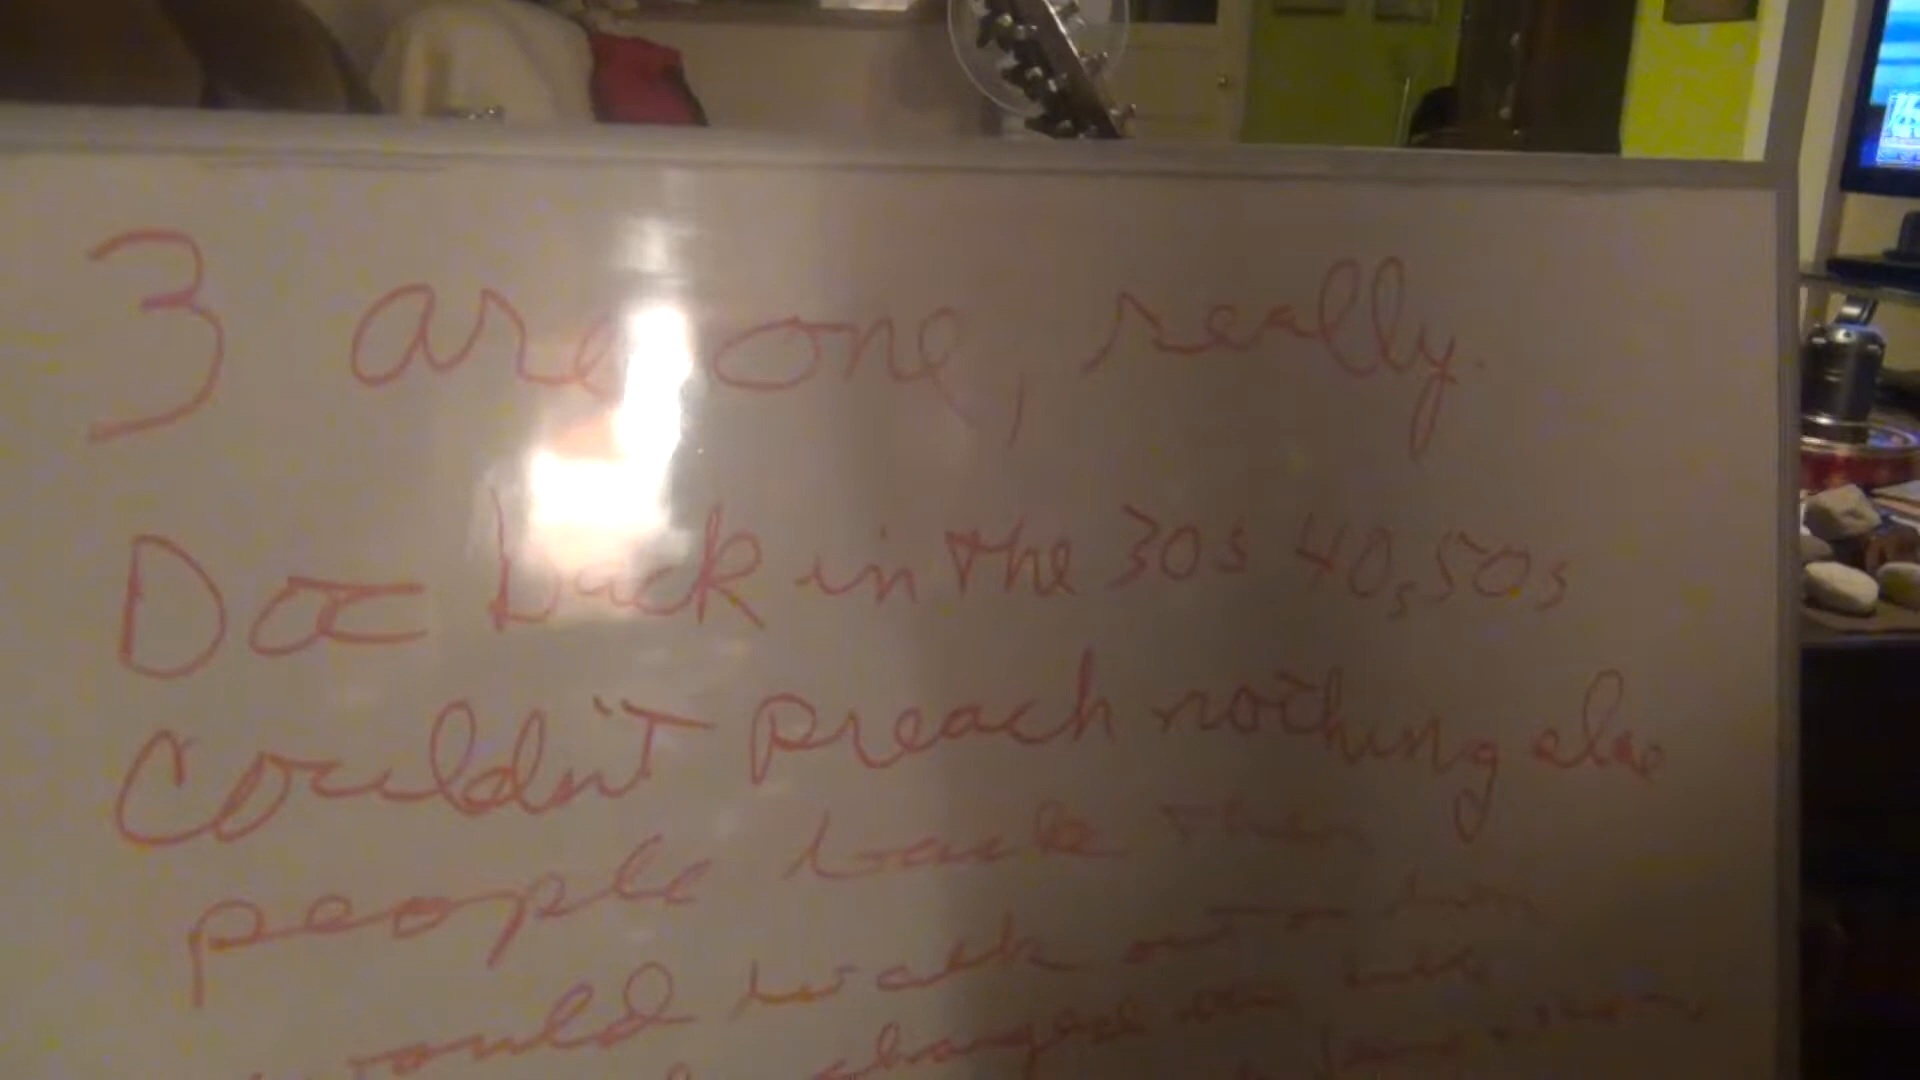 3 are one, really.
Doc back in the 30s 40s, 50s
Couldn't preach nothing else
people back then
would walk out on him
changed